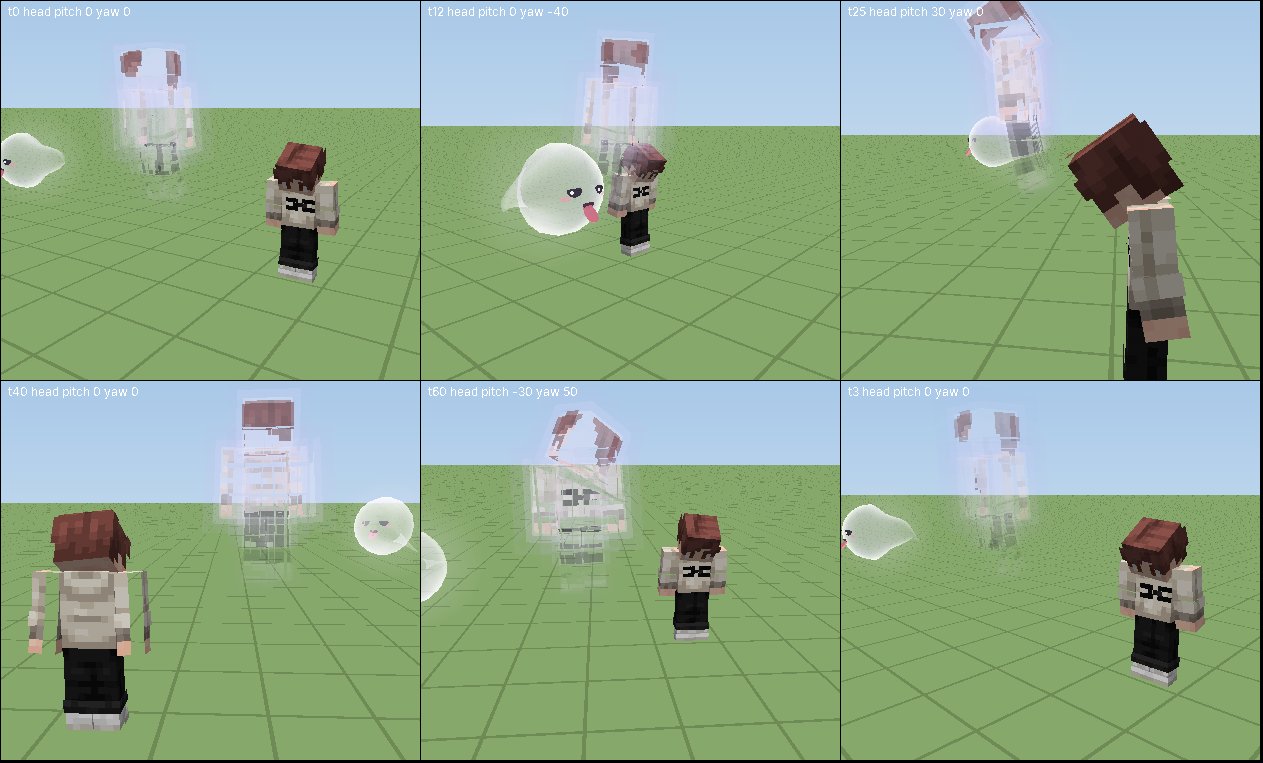 t0 head pitch 0 yaw 0
t12 head pitch 0 yaw -40
t25 head pitch 30 yaw 0
t40 head pitch 0 yaw 0
t60 head pitch -30 yaw 50
t3 head pitch 0 yaw 0